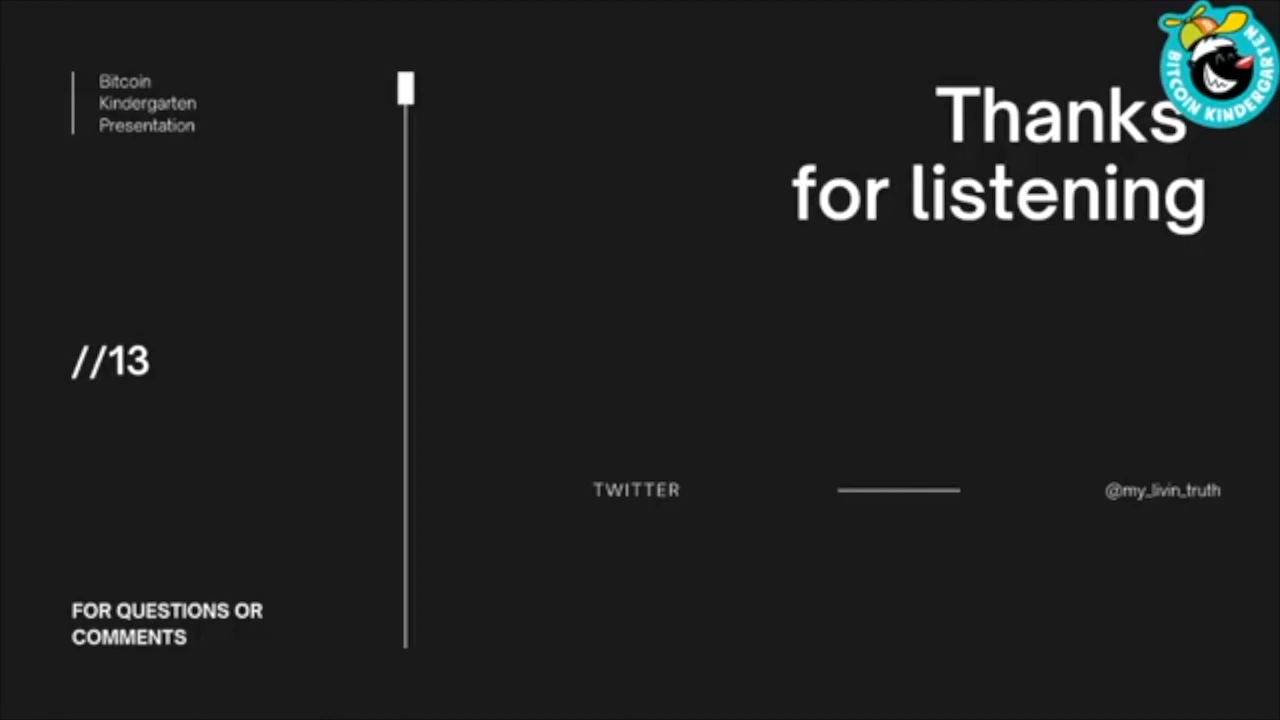 Bitcoin
Kindergarten
Presentation
Thanks
for listening
BITCOIN KINDERGARTEN
//13
TWITTER
@my_livin_truth
FOR QUESTIONS OR
COMMENTS